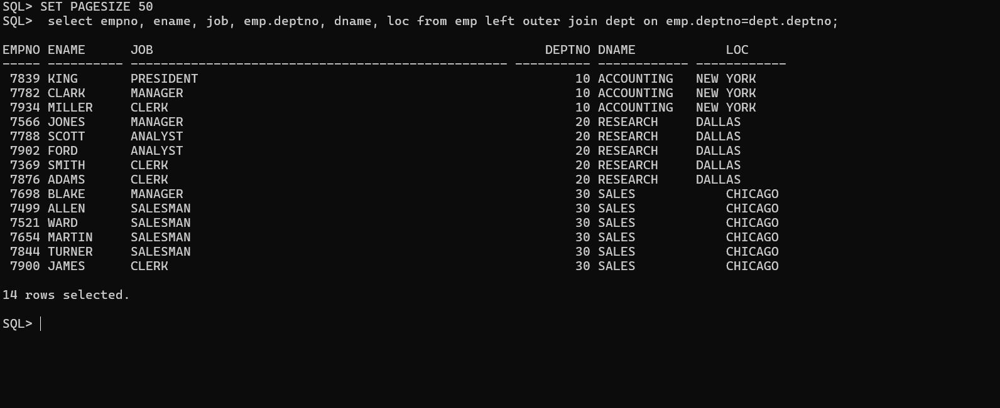 SQL> SET PAGESIZE 50
SQL>  select empno, ename, job, emp.deptno, dname, loc from emp left outer join dept on emp.deptno=dept.deptno;
EMPNO ENAME      JOB                                                    DEPTNO DNAME            LOC
----- ---------- -------------------------------------------------- ---------- ------------ ------------
 7839 KING       PRESIDENT                                                  10 ACCOUNTING   NEW YORK
 7782 CLARK      MANAGER                                                    10 ACCOUNTING   NEW YORK
 7934 MILLER     CLERK                                                      10 ACCOUNTING   NEW YORK
 7566 JONES      MANAGER                                                    20 RESEARCH     DALLAS
 7788 SCOTT      ANALYST                                                    20 RESEARCH     DALLAS
 7902 FORD       ANALYST                                                    20 RESEARCH     DALLAS
 7369 SMITH      CLERK                                                      20 RESEARCH     DALLAS
 7876 ADAMS      CLERK                                                      20 RESEARCH     DALLAS
 7698 BLAKE      MANAGER                                                    30 SALES            CHICAGO
 7499 ALLEN      SALESMAN                                                   30 SALES            CHICAGO
 7521 WARD       SALESMAN                                                   30 SALES            CHICAGO
 7654 MARTIN     SALESMAN                                                   30 SALES            CHICAGO
 7844 TURNER     SALESMAN                                                   30 SALES            CHICAGO
 7900 JAMES      CLERK                                                      30 SALES            CHICAGO
14 rows selected.
SQL>